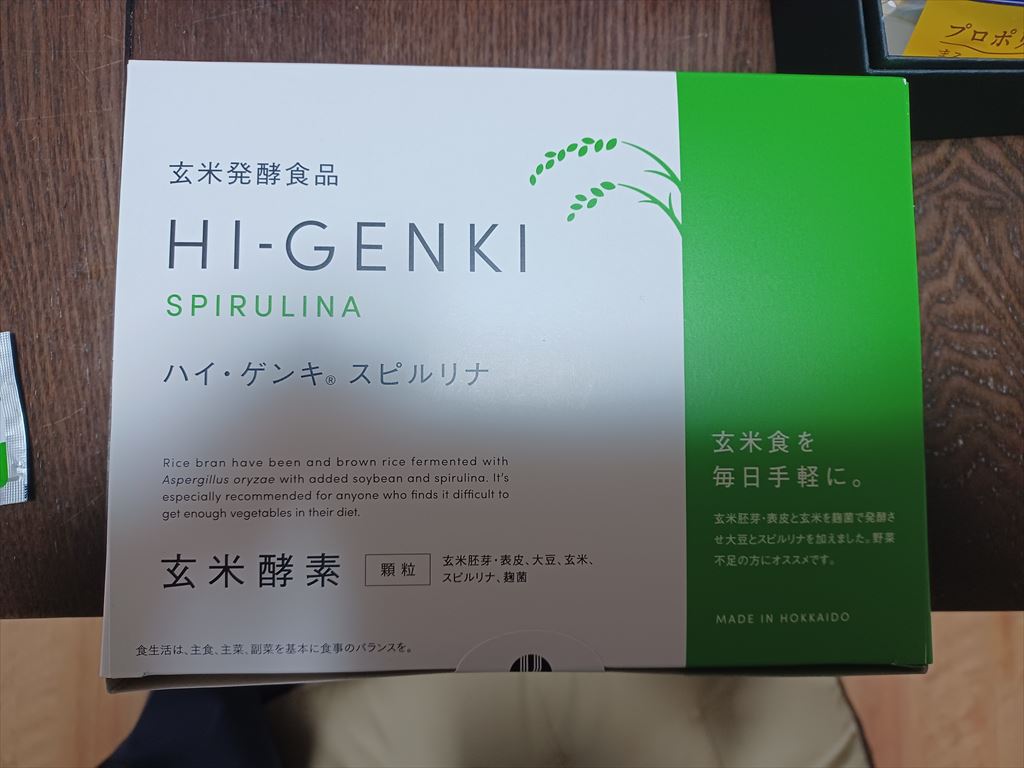 プロポリ
玄米発酵食品
HI-GENKI
SPIRULINA
ハイ・ゲンキ® スピルリナ
Rice bran have been and brown rice fermented with
Aspergillus oryzae with added soybean and spirulina. It's
especially recommended for anyone who finds it difficult to
get enough vegetables in their diet.
玄米酵素
顆粒
玄米胚芽・表皮、大豆、玄米、
スピルリナ、麹菌
食生活は、主食、主菜、副菜を基本に食事のバランスを。
玄米食を
毎日手軽に。
玄米胚芽・表皮と玄米を麹菌で発酵さ
せ大豆とスピルリナを加えました。野菜
不足の方にオススメです。
MADE IN HOKKAIDO